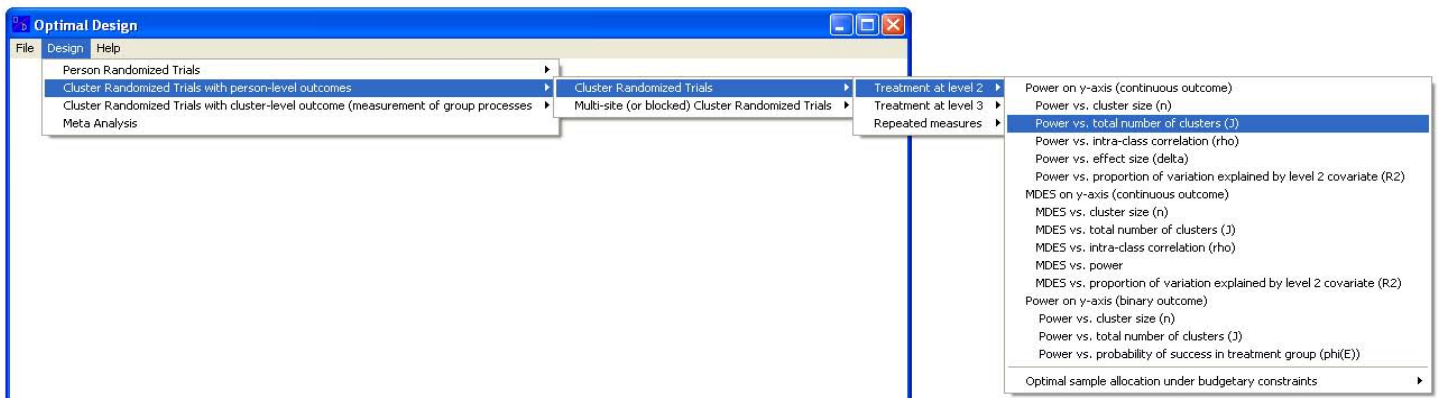 Optimal Design
File Design Help
Person Randomized Trials
Cluster Randomized Trials with person-level outcomes
Cluster Randomized Trials with cluster-level outcome (measurement of group processes
Meta Analysis
Cluster Randomized Trials
Multi-site (or blocked) Cluster Randomized Trials
Treatment at level 2
Treatment at level 3
Repeated measures
Power on y-axis (continuous outcome)
Power vs. cluster size (n)
Power vs. total number of clusters (J)
Power vs. intra-class correlation (rho)
Power vs. effect size (delta)
Power vs. proportion of variation explained by level 2 covariate (R2)
MDES on y-axis (continuous outcome)
MDES vs. cluster size (n)
MDES vs. total number of clusters (J)
MDES vs. intra-class correlation (rho)
MDES vs. power
MDES vs. proportion of variation explained by level 2 covariate (R2)
Power on y-axis (binary outcome)
Power vs. cluster size (n)
Power vs. total number of clusters (J)
Power vs. probability of success in treatment group (phi(E))
Optimal sample allocation under budgetary constraints